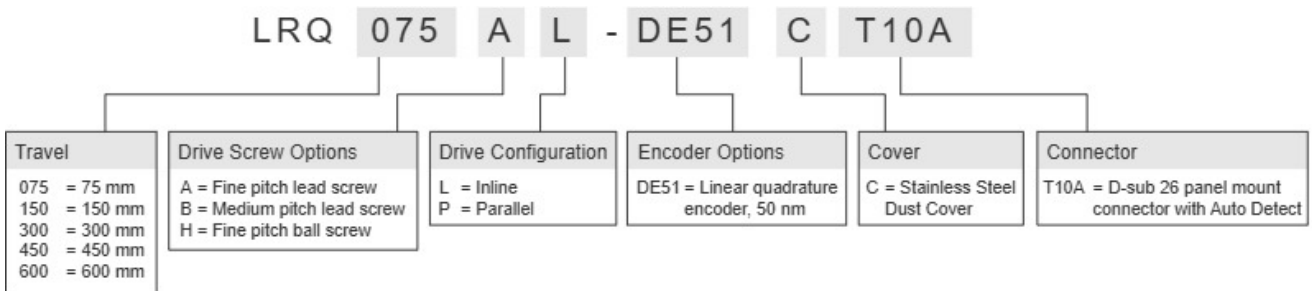 LRQ 075 A L - DE51 C T10A
Travel
075 = 75 mm
150 = 150 mm
300 = 300 mm
450 = 450 mm
600 = 600 mm
Drive Screw Options
A = Fine pitch lead screw
B = Medium pitch lead screw
H = Fine pitch ball screw
Drive Configuration
L = Inline
P = Parallel
Encoder Options
DE51 = Linear quadrature
encoder, 50 nm
Cover
C = Stainless Steel
Dust Cover
Connector
T10A = D-sub 26 panel mount
connector with Auto Detect